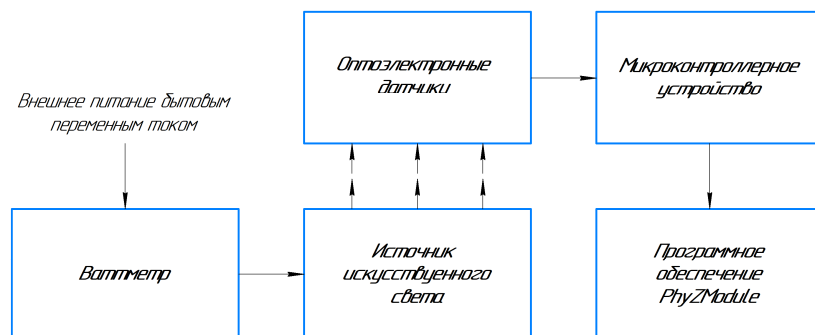 Оптоэлектронные
датчики
Микроконтроллерное
устройство
Внешнее питание бытовым
переменным током
Ваттметр
Источник
искусственного
света
Программное
обеспечение
PhyZModule